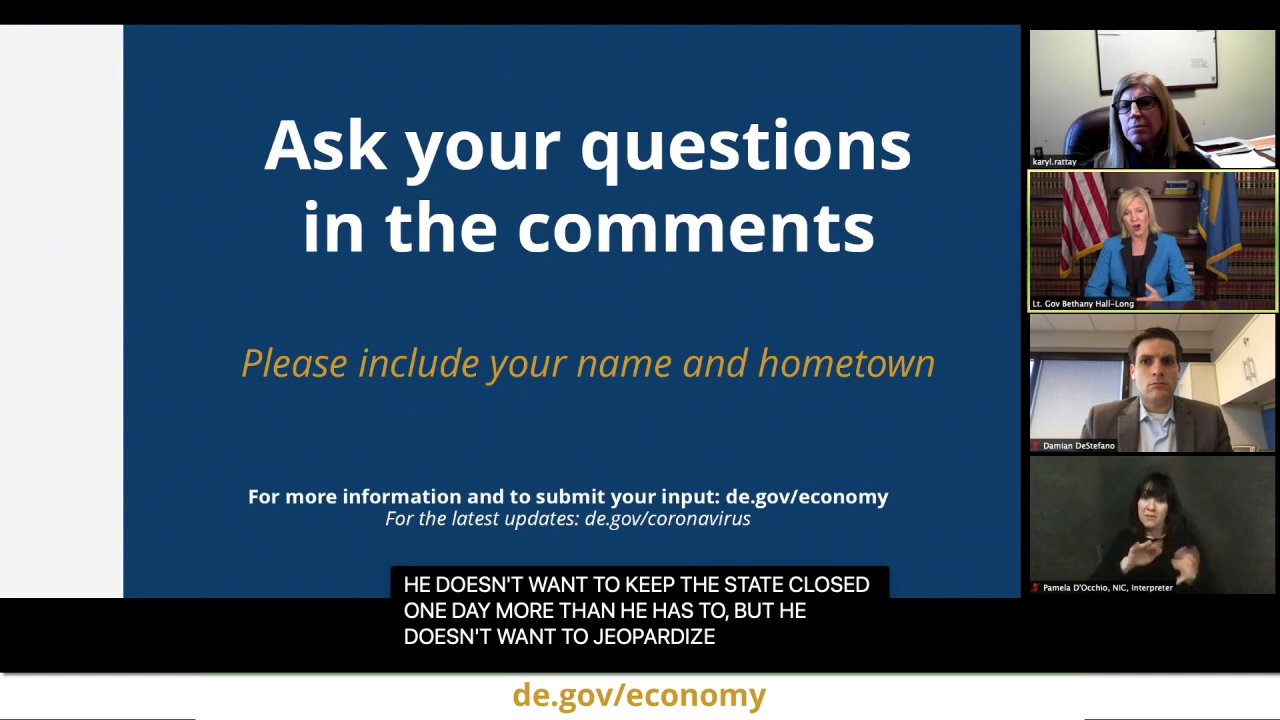 Ask your questions
in the comments
Please include your name and hometown
For more information and to submit your input: de.gov/economy
For the latest updates: de.gov/coronavirus
karyl.rattay
Lt. Gov Bethany Hall-Long
Damian DeStefano
Pamela D'Occhio, NIC, Interpreter
HE DOESN'T WANT TO KEEP THE STATE CLOSED
ONE DAY MORE THAN HE HAS TO, BUT HE
DOESN'T WANT TO JEOPARDIZE
de.gov/economy